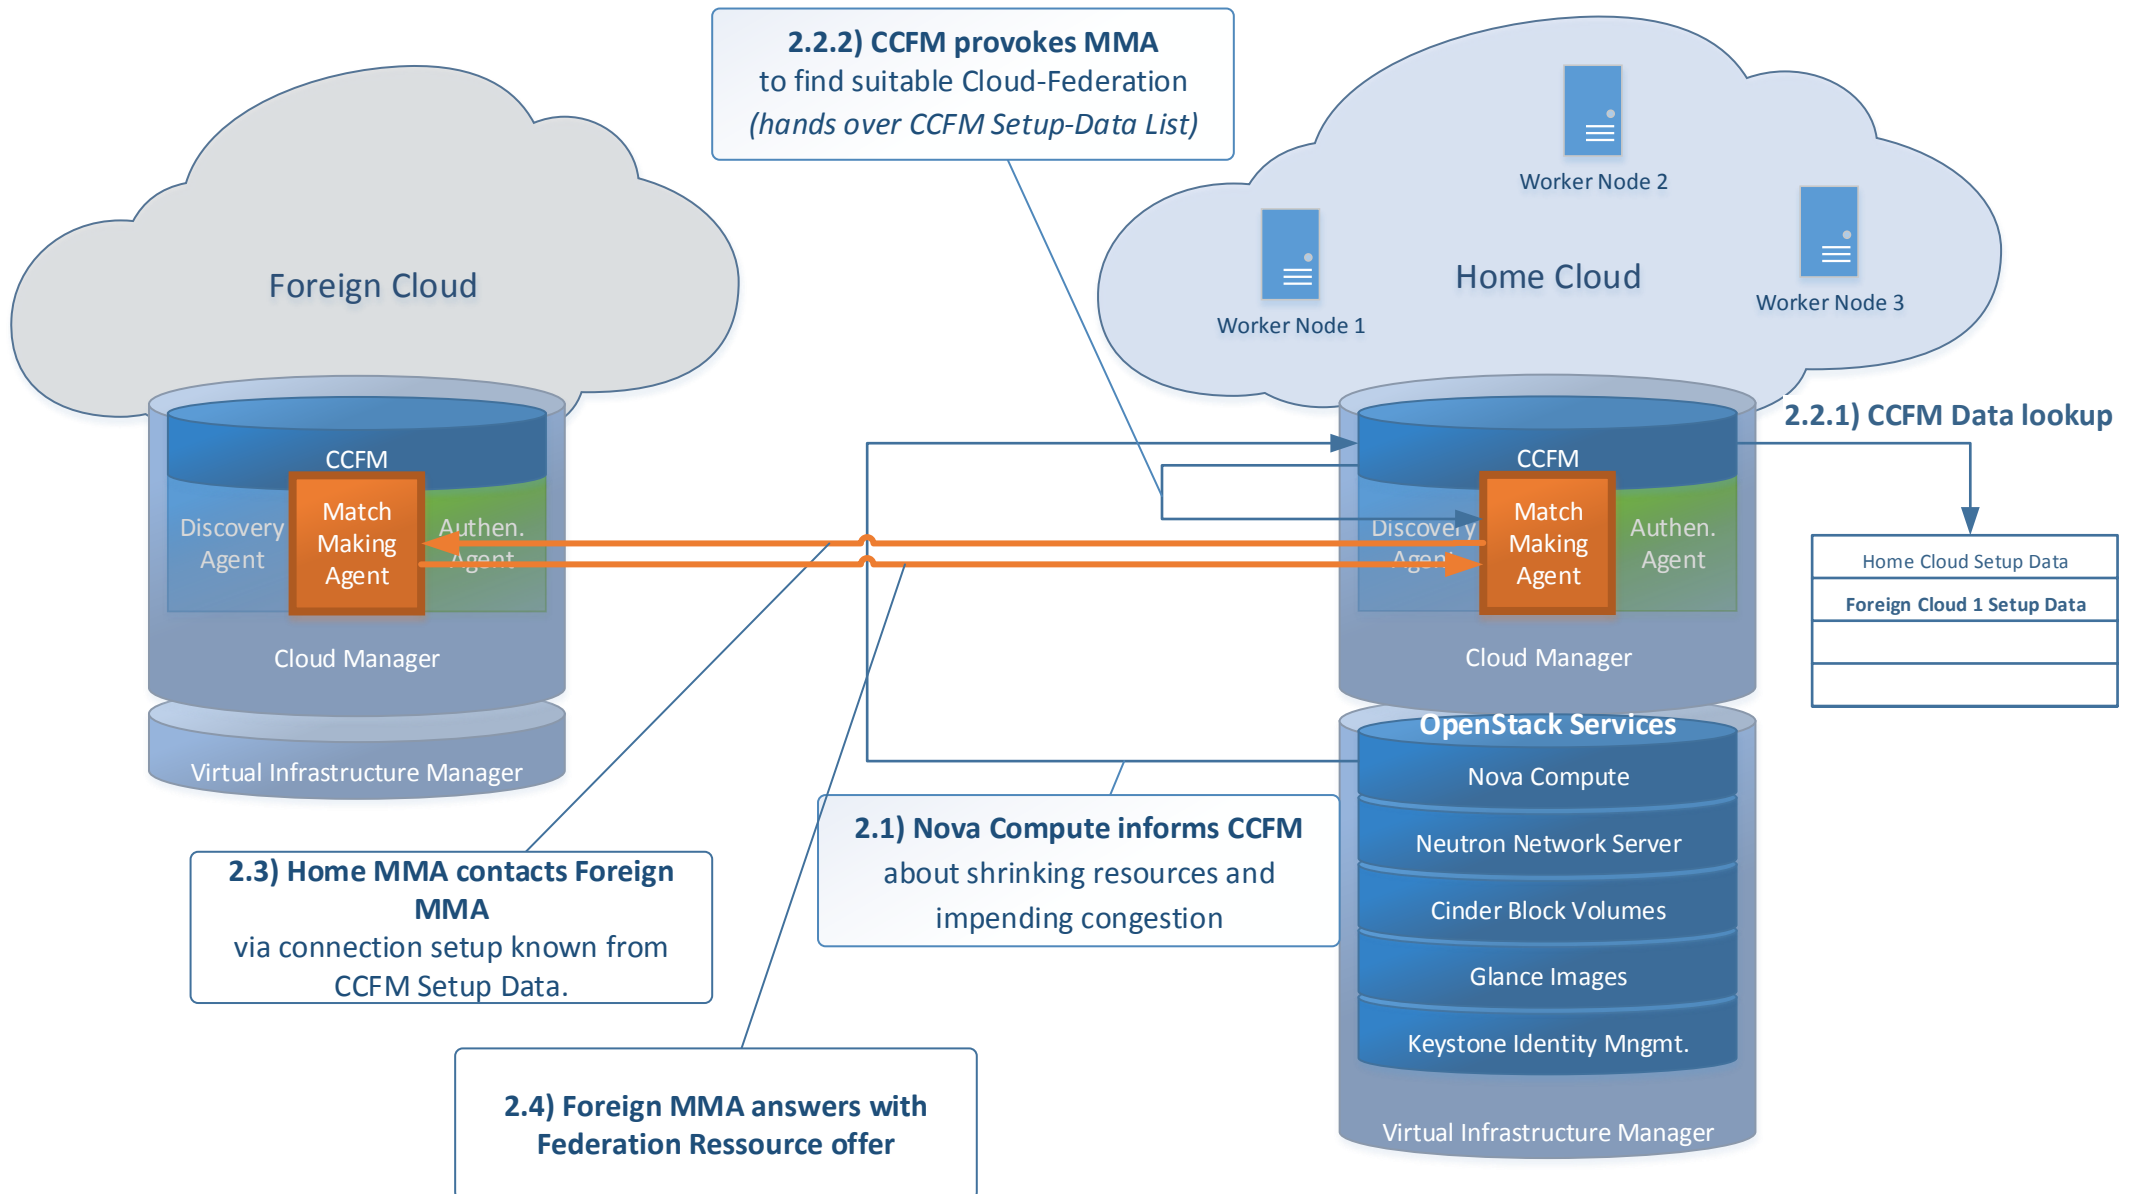 2.2.2) CCFM provokes MMA
to find suitable Cloud-Federation
(hands over CCFM Setup-Data List)
Foreign Cloud
Home Cloud
Worker Node 1
Worker Node 2
Worker Node 3
CCFM
Discovery
Agent
Match
Making
Agent
Authen.
Agent
Cloud Manager
Virtual Infrastructure Manager
CCFM
Discovery
Agent
Match
Making
Agent
Authen.
Agent
Cloud Manager
2.2.1) CCFM Data lookup
Home Cloud Setup Data
Foreign Cloud 1 Setup Data
OpenStack Services
Nova Compute
Neutron Network Server
Cinder Block Volumes
Glance Images
Keystone Identity Mngmt.
Virtual Infrastructure Manager
2.1) Nova Compute informs CCFM
about shrinking resources and
impending congestion
2.3) Home MMA contacts Foreign
MMA
via connection setup known from
CCFM Setup Data.
2.4) Foreign MMA answers with
Federation Ressource offer